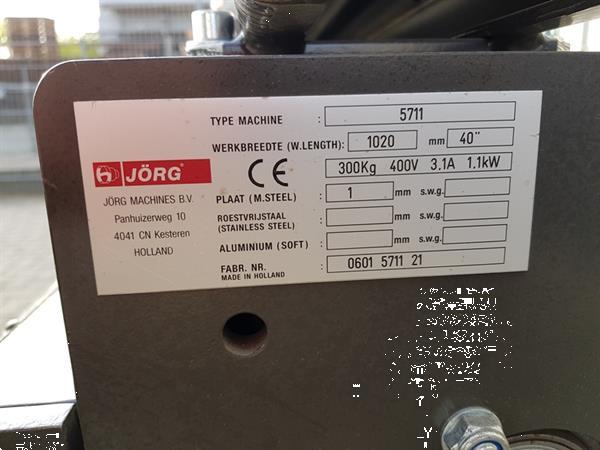 TYPE MACHINE : 5711
WERKBREEDTE (W.LENGTH): 1020 mm 40"
JÖRG® CE : 300Kg 400V 3.1A 1.1kW
JÖRG MACHINES B.V. PLAAT (M.STEEL) : 1 mm s.w.g.
Panhuizerweg 10 ROESTVRIJSTAAL (STAINLESS STEEL) : mm s.w.g.
4041 CN Kesteren ALUMINIUM (SOFT) : mm s.w.g.
HOLLAND FABR. NR. : 0601 5711 21
MADE IN HOLLAND